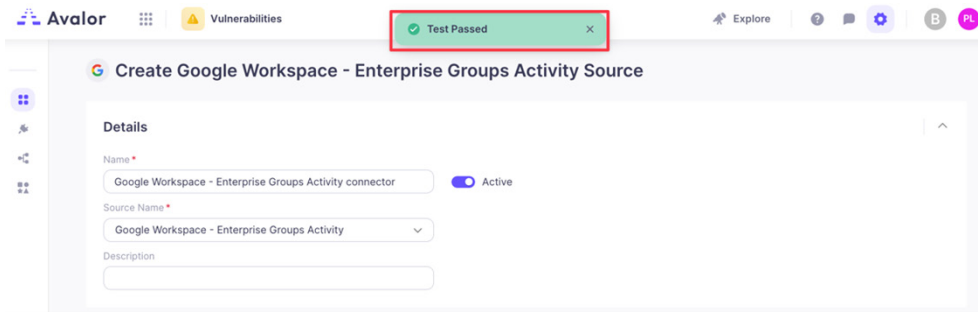 Avalor
Vulnerabilities
Test Passed
Explore
B
PL
Create Google Workspace - Enterprise Groups Activity Source
Details
Name*
Google Workspace - Enterprise Groups Activity connector
Active
Source Name*
Google Workspace - Enterprise Groups Activity
Description